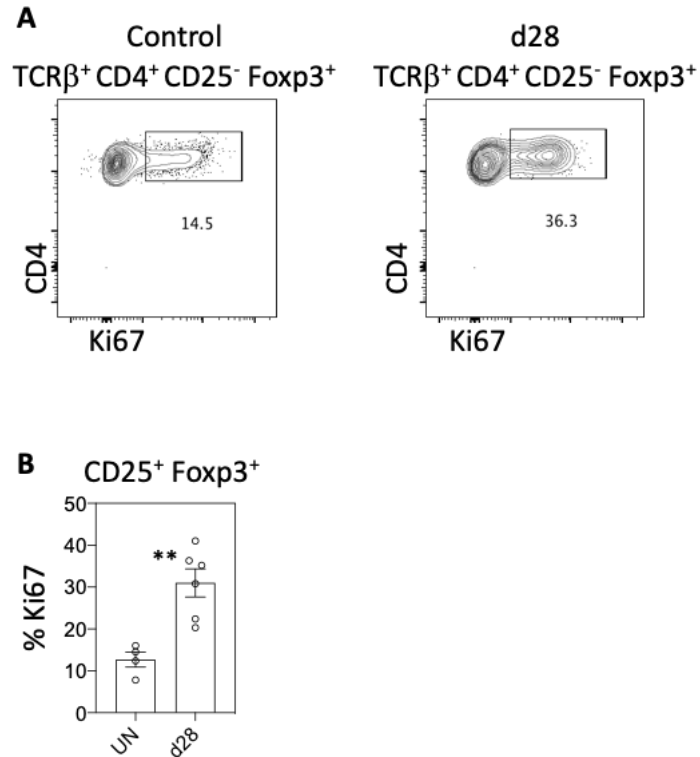 A
Control
TCRβ⁺ CD4⁺ CD25⁻ Foxp3⁺
14.5
CD4
Ki67
d28
TCRβ⁺ CD4⁺ CD25⁻ Foxp3⁺
36.3
CD4
Ki67
B
CD25⁺ Foxp3⁺
50
40
30
20
10
0
% Ki67
**
UN
d28